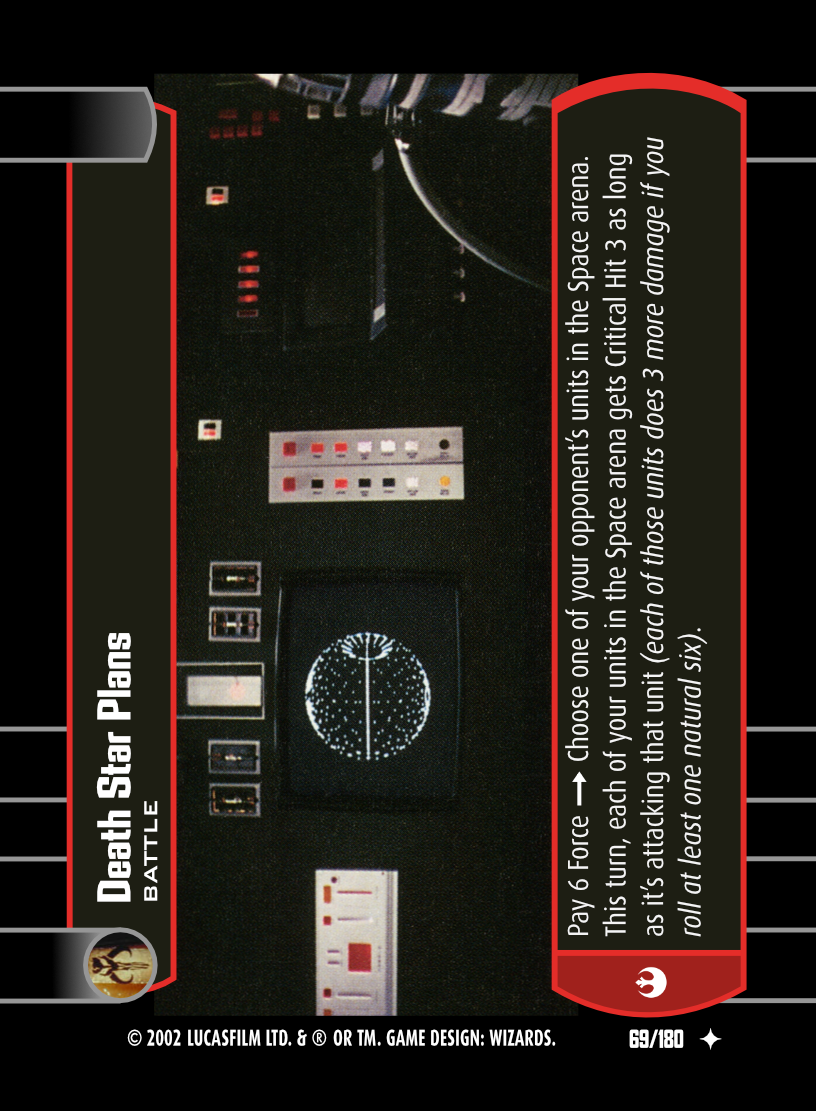 Death Star Plans
BATTLE
Pay 6 Force → Choose one of your opponent's units in the Space arena.
This turn, each of your units in the Space arena gets Critical Hit 3 as long
as it's attacking that unit (each of those units does 3 more damage if you
roll at least one natural six).
© 2002 LUCASFILM LTD. & ® OR TM. GAME DESIGN: WIZARDS.
69/180